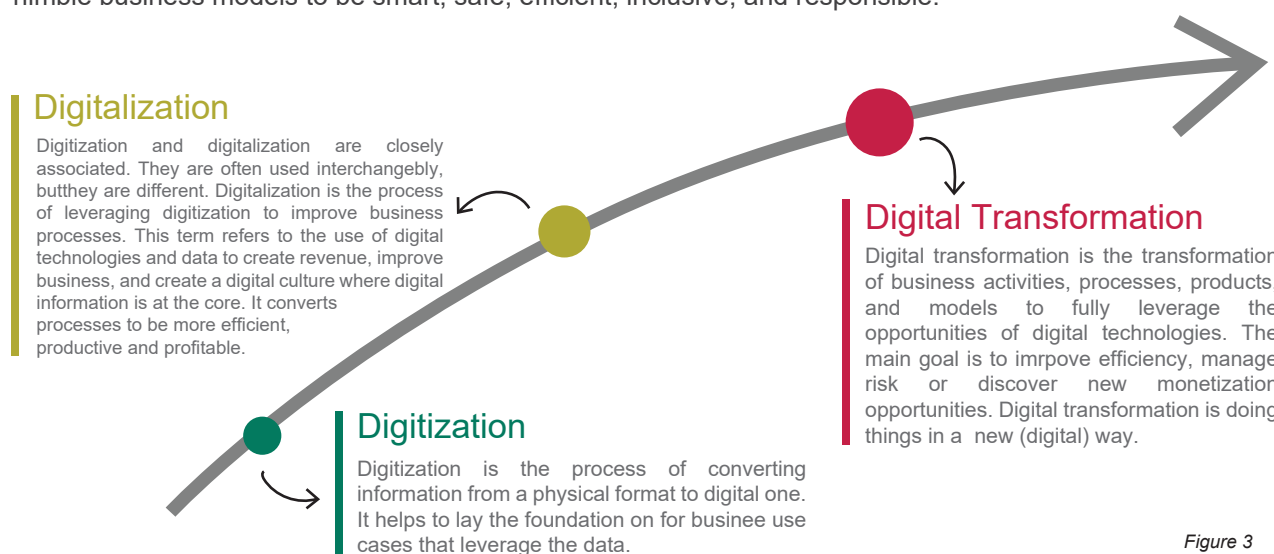 nimble business models to be smart, safe, efficient, inclusive, and responsible.
Digitalization
Digitization and digitalization are closely
associated. They are often used interchangebly,
butthey are different. Digitalization is the process
of leveraging digitization to improve business
processes. This term refers to the use of digital
technologies and data to create revenue, improve
business, and create a digital culture where digital
information is at the core. It converts
processes to be more efficient,
productive and profitable.
Digitization
Digitization is the process of converting
information from a physical format to digital one.
It helps to lay the foundation on for businee use
cases that leverage the data.
Digital Transformation
Digital transformation is the transformation
of business activities, processes, products,
and models to fully leverage the
opportunities of digital technologies. The
main goal is to imrpove efficiency, manage
risk or discover new monetization
opportunities. Digital transformation is doing
things in a new (digital) way.
Figure 3